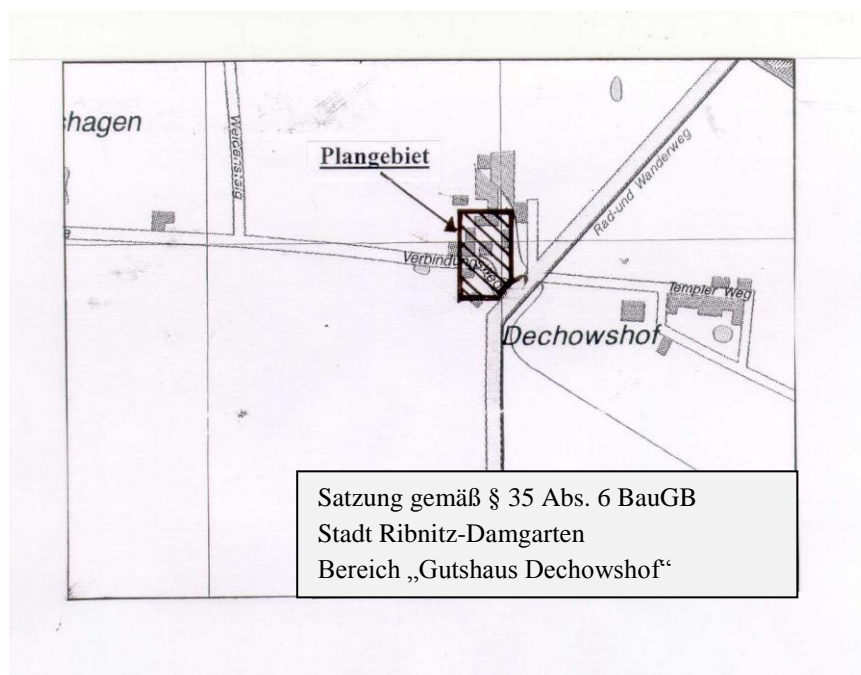 hagen
Weidensteig
Plangebiet
Rad-und Wanderweg
Verbindungsweg
Templer Weg
Dechowshof
Satzung gemäß § 35 Abs. 6 BauGB
Stadt Ribnitz-Damgarten
Bereich „Gutshaus Dechowshof“